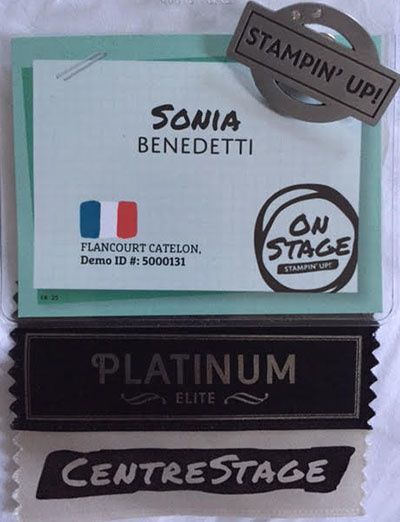 STAMPIN' UP!
SONIA
BENEDETTI
FLANCOURT CATELON,
Demo ID #: 5000131
ON
STAGE
STAMPIN' UP!
PLATINUM
ELITE
CENTRESTAGE